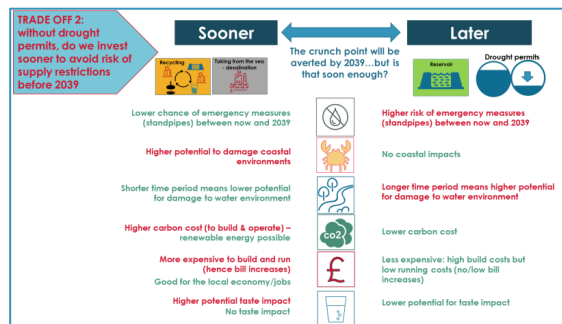 TRADE OFF 2:
without drought
permits, do we invest
sooner to avoid risk of
supply restrictions
before 2039
Sooner
Later
Recycling
Taking from the sea
- desalination
The crunch point will be
averted by 2039...but is
that soon enough?
Reservoir
Drought permits
Lower chance of emergency measures
(standpipes) between now and 2039
Higher risk of emergency measures
(standpipes) between now and 2039
Higher potential to damage coastal
environments
No coastal impacts
Shorter time period means lower potential
for damage to water environment
Longer time period means higher potential
for damage to water environment
Higher carbon cost (to build & operate) –
renewable energy possible
co2
Lower carbon cost
More expensive to build and run
(hence bill increases)
Good for the local economy/jobs
£
Less expensive: high build costs but
low running costs (no/low bill
increases)
Higher potential taste impact
No taste impact
Lower potential for taste impact